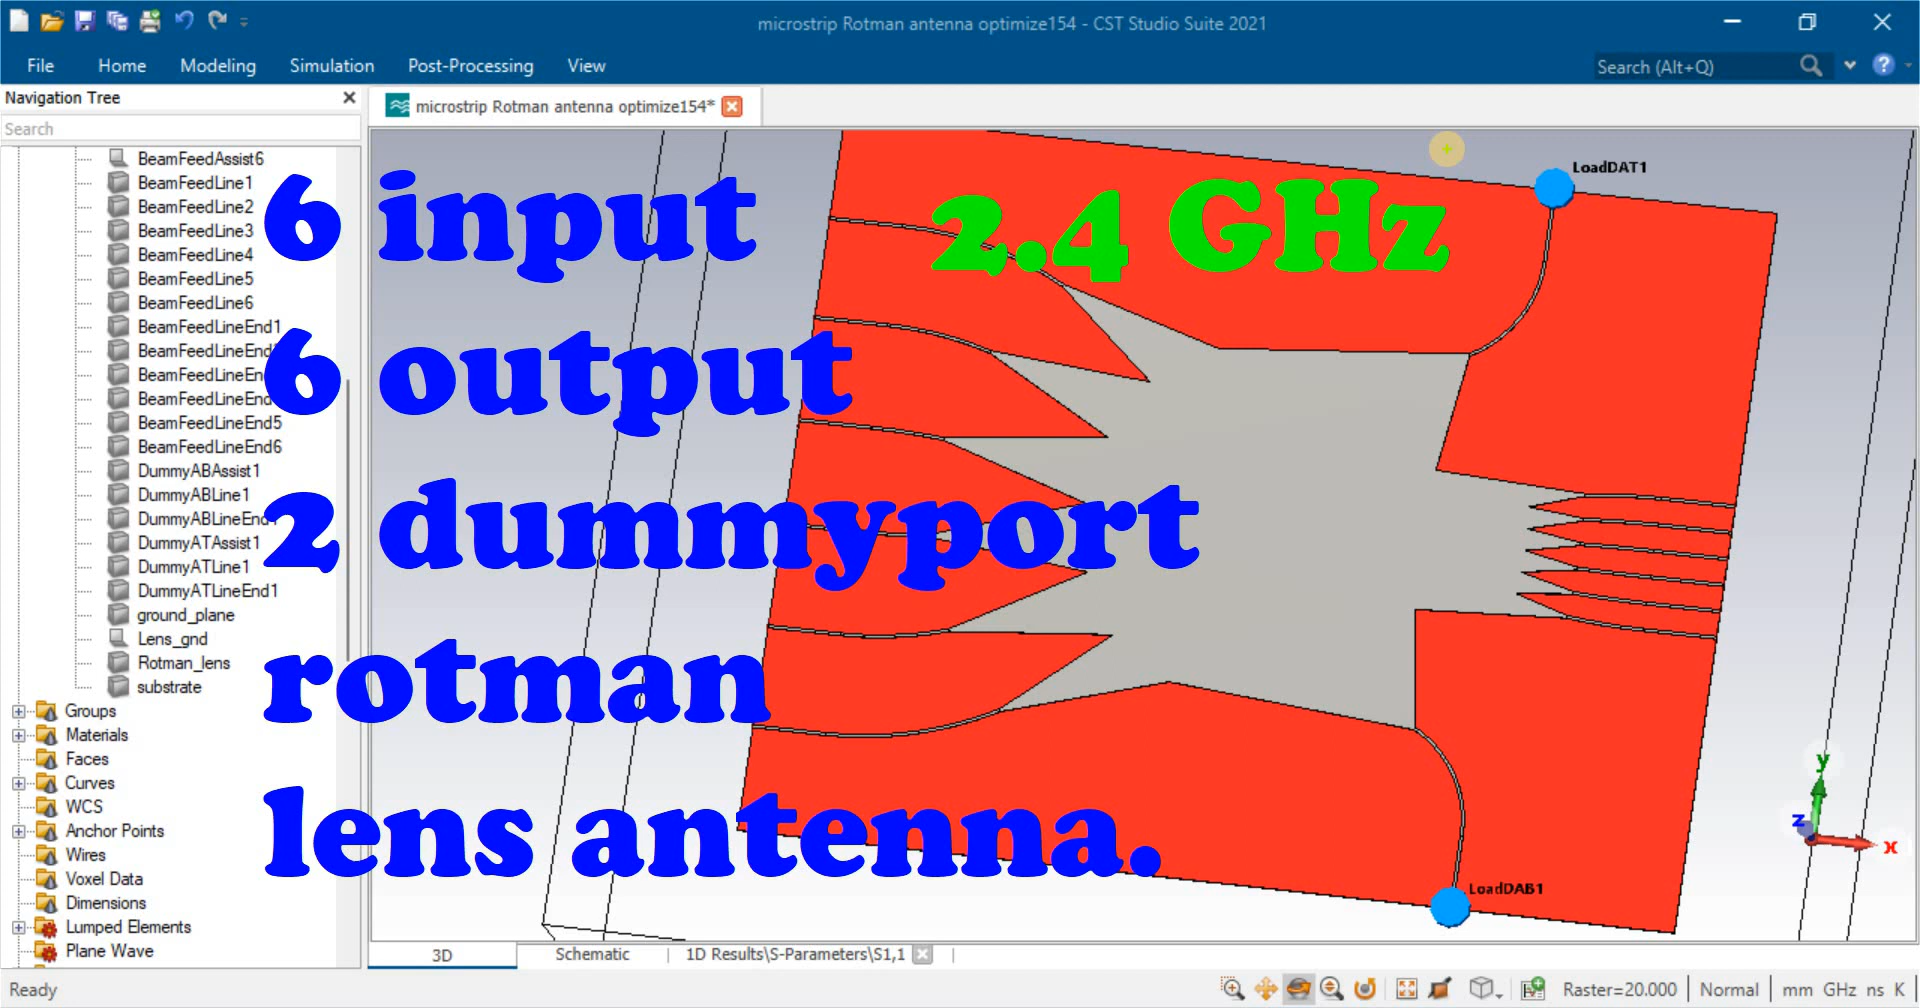 microstrip Rotman antenna optimize154 - CST Studio Suite 2021
File Home Modeling Simulation Post-Processing View
Search (Alt+Q)
Navigation Tree
microstrip Rotman antenna optimize154*
Search
BeamFeedAssist6
BeamFeedLine1
BeamFeedLine2
BeamFeedLine3
BeamFeedLine4
BeamFeedLine5
BeamFeedLine6
BeamFeedLineEnd1
BeamFeedLineEnd5
BeamFeedLineEnd6
DummyABAssist1
DummyABLine1
DummyABLineEnd
DummyATAssist1
DummyATLine1
DummyATLineEnd1
ground_plane
Lens_gnd
Rotman_lens
substrate
Groups
Materials
Faces
Curves
WCS
Anchor Points
Wires
Voxel Data
Dimensions
Lumped Elements
Plane Wave
6 input
6 output
2 dummyport
rotman
lens antenna.
2.4 GHz
LoadDAT1
LoadDAB1
y
z
x
3D Schematic 1D Results\S-Parameters\S1,1
Ready
Raster=20.000 Normal mm GHz ns K